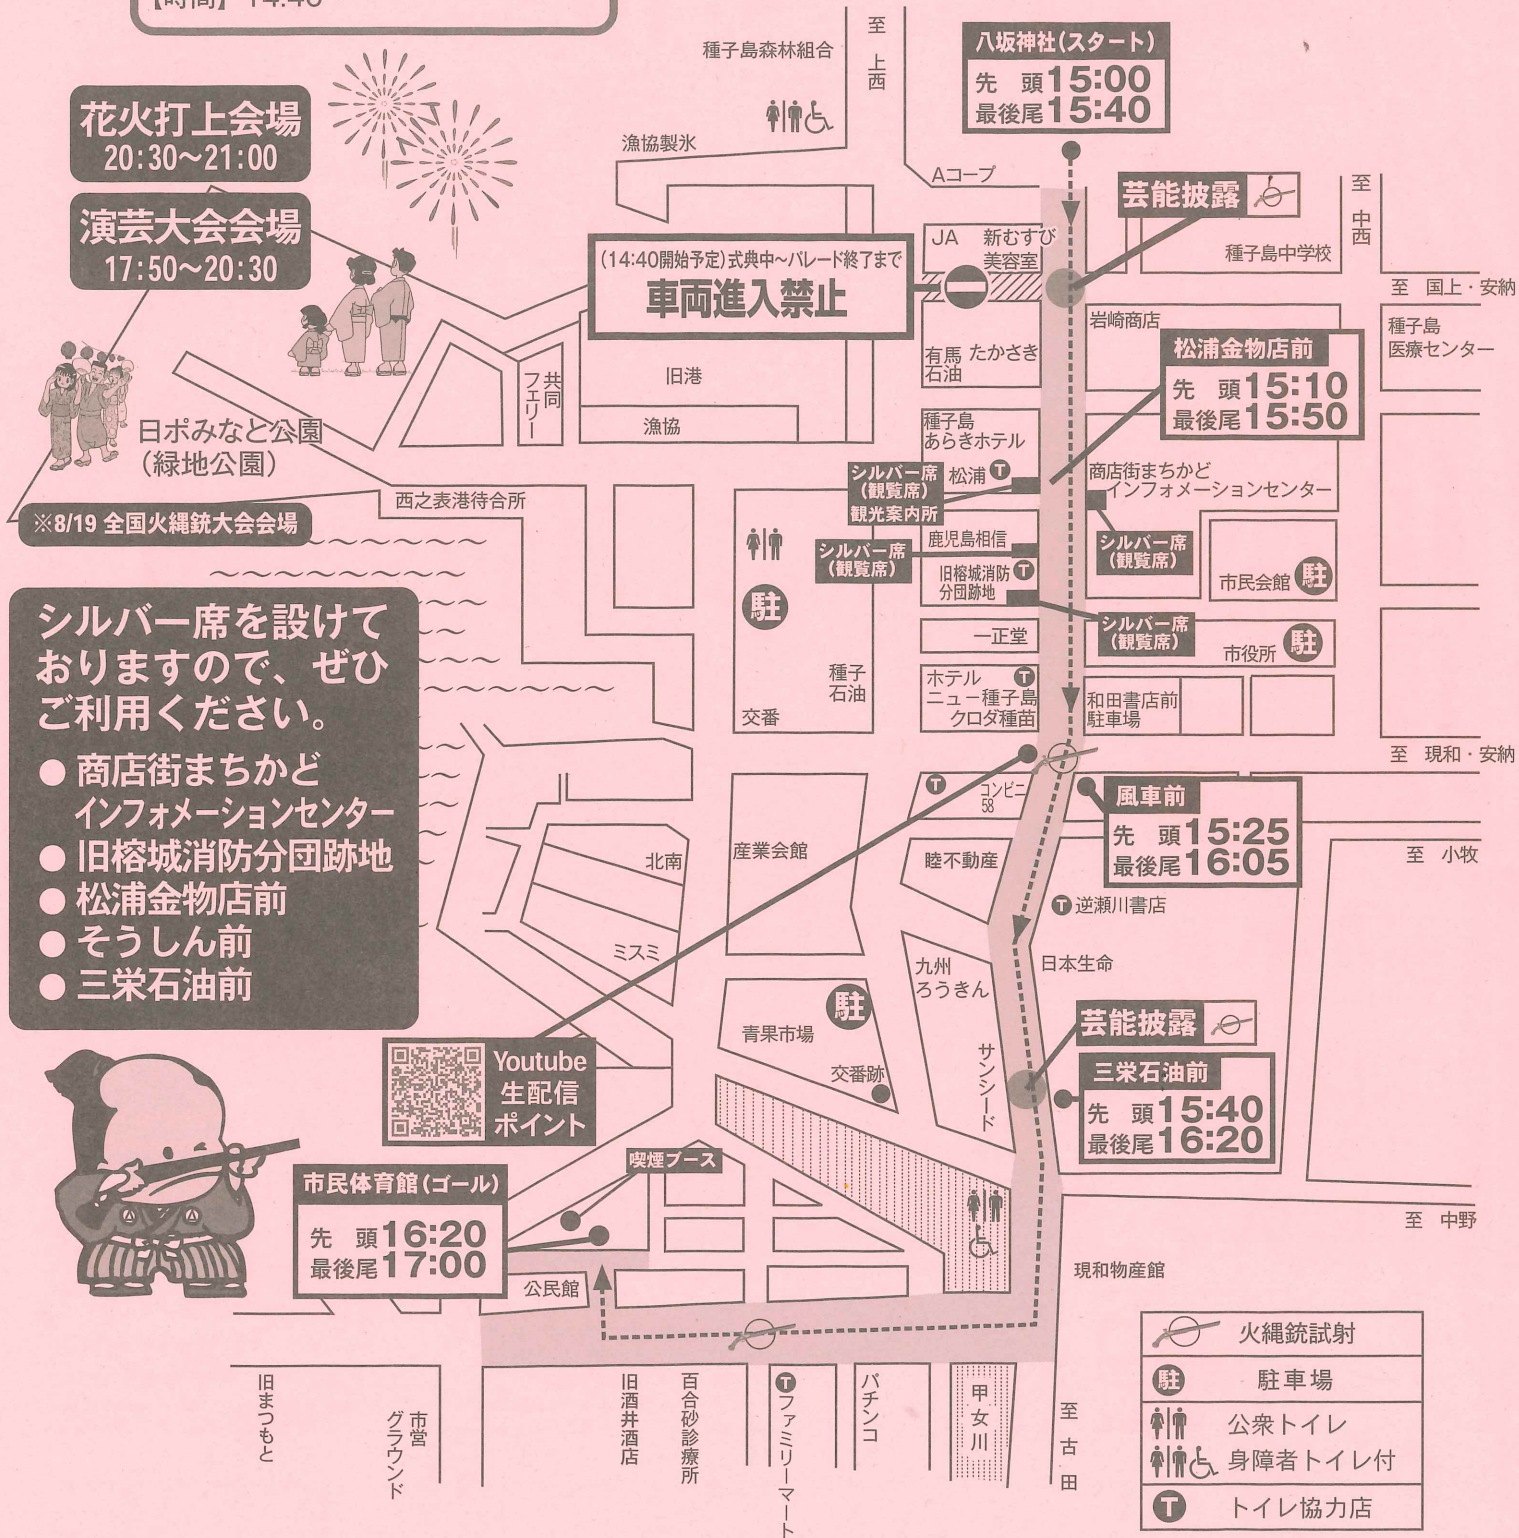 【時間】14:40
種子島森林組合
至 上西
八坂神社(スタート)
先 頭15:00
最後尾15:40
花火打上会場
20:30〜21:00
漁協製氷
Aコープ
芸能披露
至 中西
演芸大会会場
17:50〜20:30
(14:40開始予定)式典中〜パレード終了まで
車両進入禁止
JA
新むすび
美容室
種子島中学校
至 国上・安納
岩崎商店
種子島
医療センター
有馬
石油
たかさき
松浦金物店前
先 頭15:10
最後尾15:50
共同
フェリー
旧港
漁協
日ポみなと公園
(緑地公園)
種子島
あらきホテル
シルバー席
(観覧席)
観光案内所
松浦 T
商店街まちかど
インフォメーションセンター
西之表港待合所
※8/19 全国火縄銃大会会場
鹿児島相信
シルバー席
(観覧席)
シルバー席
(観覧席)
旧榕城消防
分団跡地
T
市民会館 駐
駐
シルバー席
(観覧席)
一正堂
市役所 駐
種子
石油
交番
ホテル
ニュー種子島
クロダ種苗
T
和田書店前
駐車場
シルバー席を設けて
おりますので、ぜひ
ご利用ください。
● 商店街まちかど
インフォメーションセンター
● 旧榕城消防分団跡地
● 松浦金物店前
● そうしん前
● 三栄石油前
至 現和・安納
T
コンビニ
58
風車前
先 頭15:25
最後尾16:05
至 小牧
北南
産業会館
睦不動産
T 逆瀬川書店
ミスミ
九州
ろうきん
日本生命
駐
青果市場
交番跡
サンシード
芸能披露
三栄石油前
先 頭15:40
最後尾16:20
Youtube
生配信
ポイント
喫煙ブース
市民体育館(ゴール)
先 頭16:20
最後尾17:00
公民館
至 中野
現和物産館
旧まつもと
市営
グラウンド
旧酒井酒店
百合砂診療所
T ファミリーマート
パチンコ
甲女川
至 古田
火縄銃試射
駐 駐車場
公衆トイレ
身障者トイレ付
T トイレ協力店